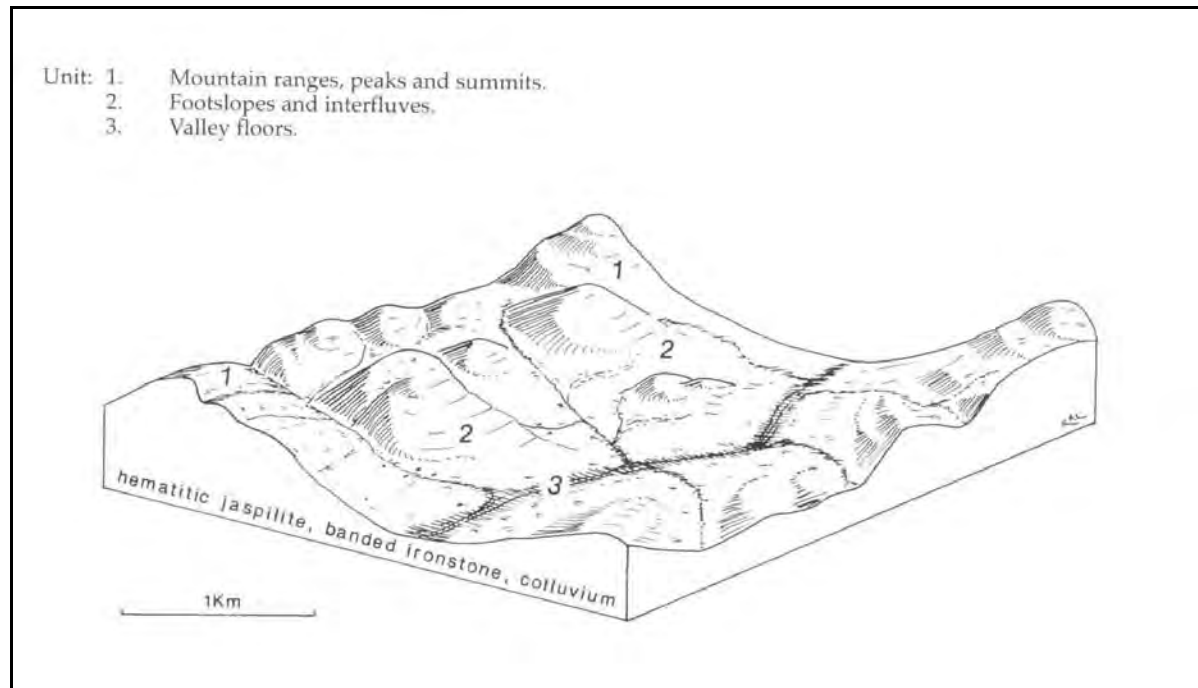 Unit: 1. Mountain ranges, peaks and summits.
2. Footslopes and interfluves.
3. Valley floors.
1
2
1
2
3
hematitic jaspilite, banded ironstone, colluvium
1Km